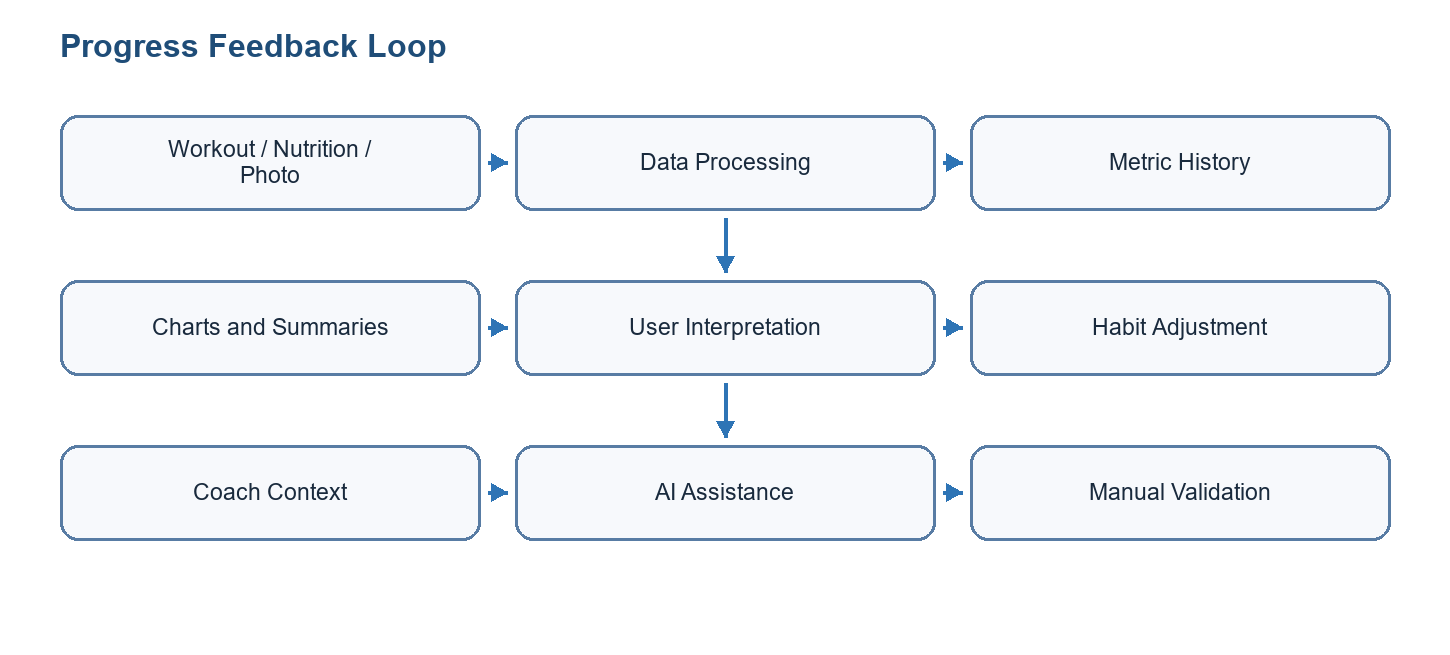 Progress Feedback Loop
Workout / Nutrition /
Photo
Data Processing
Metric History
Charts and Summaries
User Interpretation
Habit Adjustment
Coach Context
AI Assistance
Manual Validation